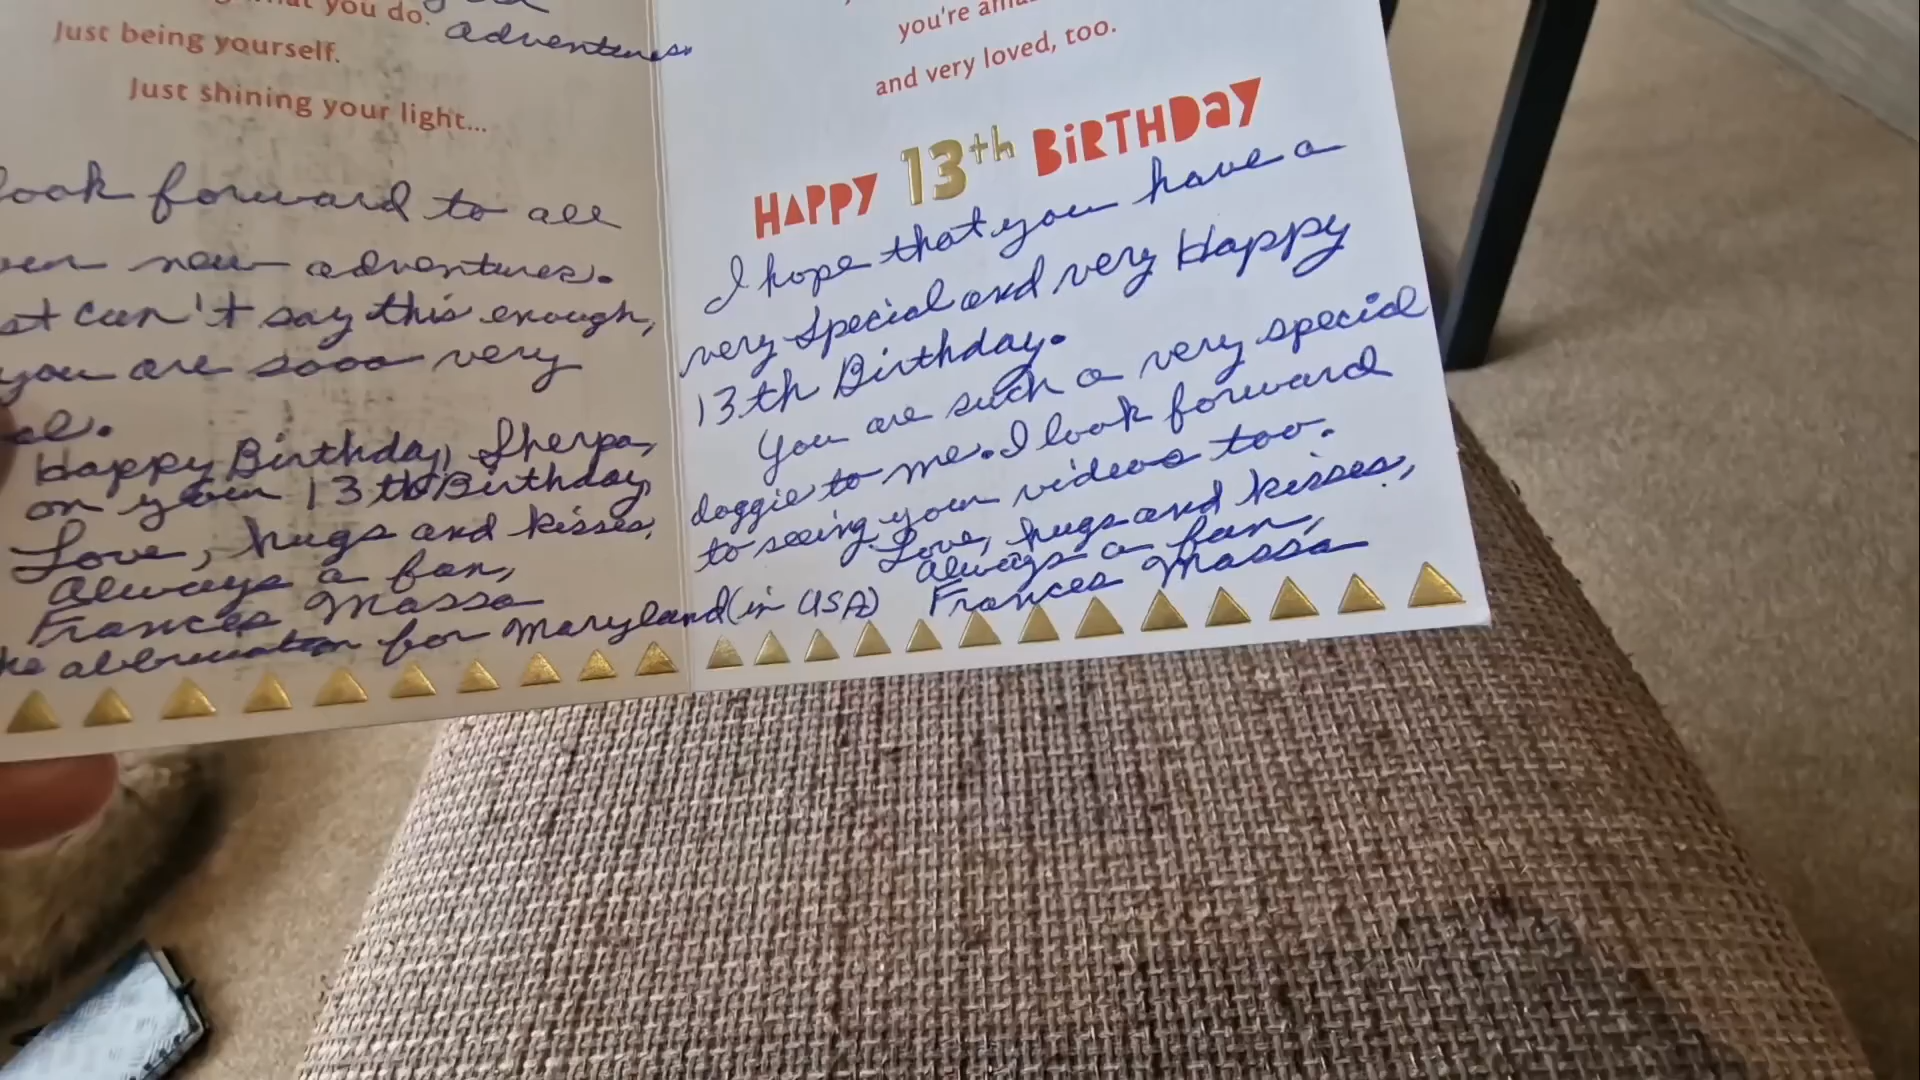 what you do.
adventures
Just being yourself.
Just shining your light...
look forward to all
new adventures.
can't say this enough,
you are sooo very
Happy Birthday, Sherpa,
on your 13th Birthday
Love, hugs and kisses,
Always a fan,
Frances Massa
abbreviation for Maryland (in USA)
you're
and very loved, too.
HAPPY 13th BIRTHDAY
I hope that you have a
very Special and very Happy
13th Birthday.
You are such a very special
doggie to me. I look forward
to seeing your videos too.
Love, hugs and kisses,
Always a fan,
Frances Massa